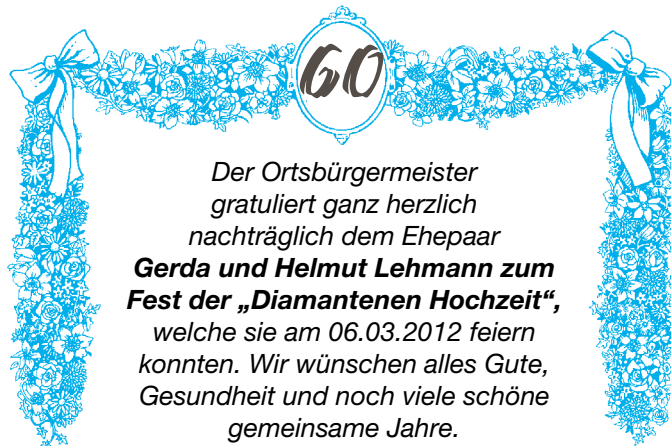 60
Der Ortsbürgermeister
gratuliert ganz herzlich
nachträglich dem Ehepaar
Gerda und Helmut Lehmann zum
Fest der „Diamantenen Hochzeit“,
welche sie am 06.03.2012 feiern
konnten. Wir wünschen alles Gute,
Gesundheit und noch viele schöne
gemeinsame Jahre.